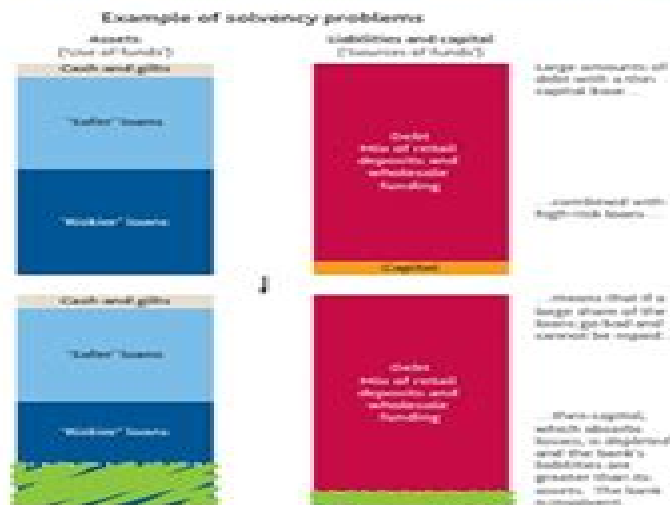 Example of solvency problems
Assets
('Use of funds')
Liabilities and capital
('Sources of funds')
Cash and gilts
'Safer' loans
'Riskier' loans
Debt
Mix of retail
deposits and
wholesale
funding
Capital
Large amounts of
debt with a thin
capital base ...
...combined with
high-risk loans ...
Cash and gilts
'Safer' loans
'Riskier' loans
Debt
Mix of retail
deposits and
wholesale
funding
...means that if a
large share of the
loans go bad and
cannot be repaid...
...then capital,
which absorbs
losses, is depleted
and the bank's
liabilities are
greater than its
assets. The bank
is insolvent.